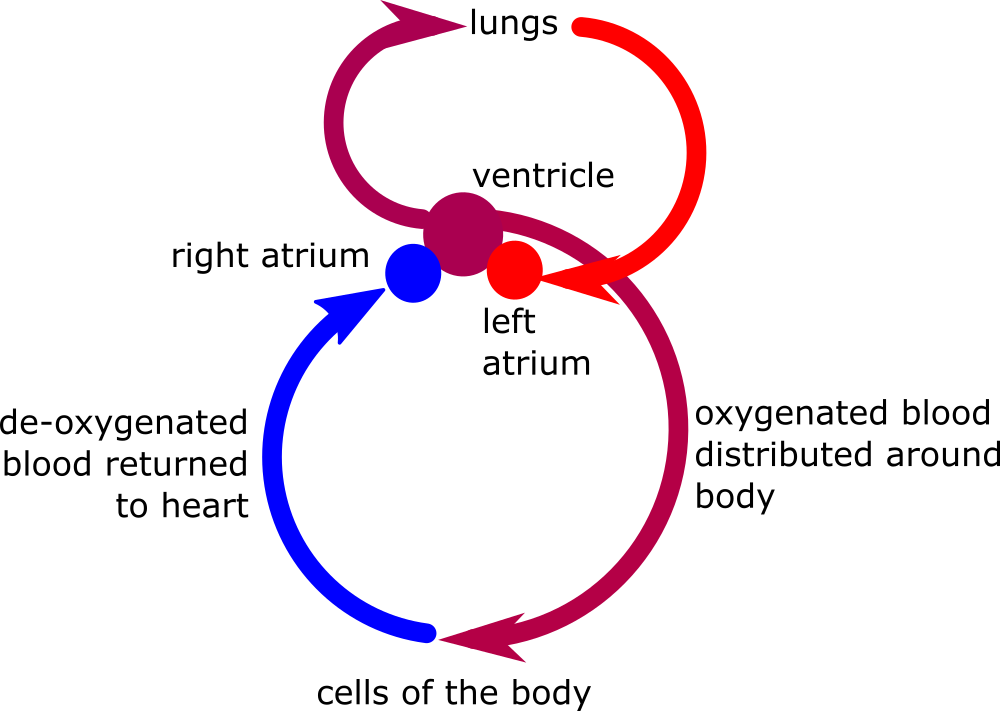 lungs
ventricle
right atrium
left
atrium
de-oxygenated
blood returned
to heart
oxygenated blood
distributed around
body
cells of the body